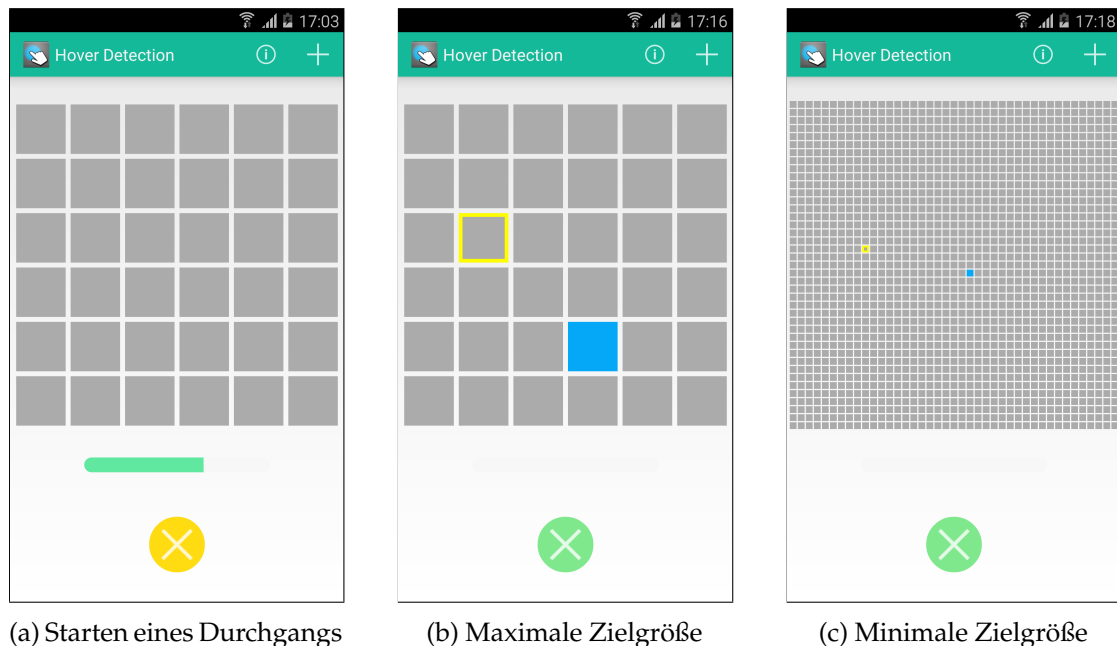 17:03
Hover Detection
17:16
Hover Detection
17:18
Hover Detection
(a) Starten eines Durchgangs
(b) Maximale Zielgröße
(c) Minimale Zielgröße